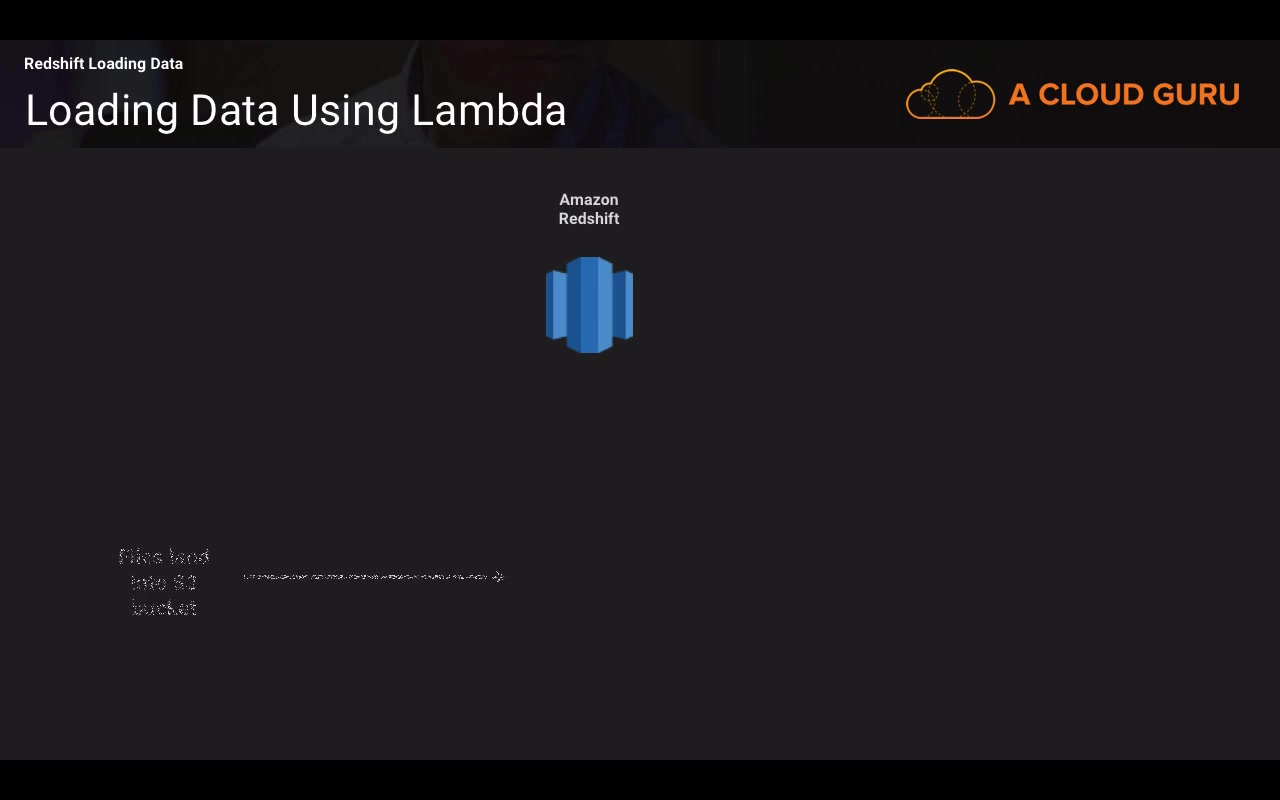 Redshift Loading Data
Loading Data Using Lambda
A CLOUD GURU
Amazon
Redshift
Files land
into S3
bucket